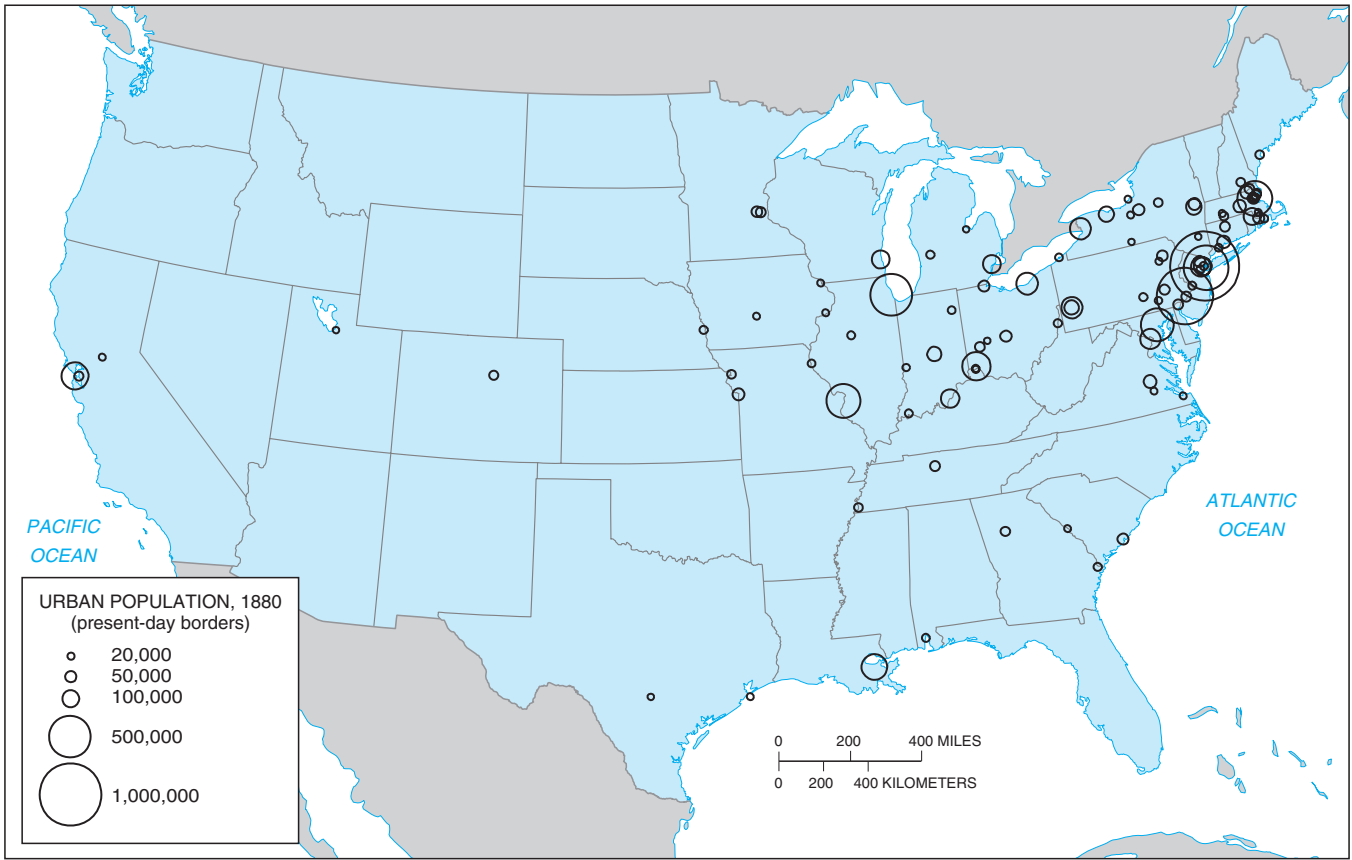 PACIFIC
OCEAN
ATLANTIC
OCEAN
URBAN POPULATION, 1880
(present-day borders)
20,000
50,000
100,000
500,000
1,000,000
0 200 400 MILES
0 200 400 KILOMETERS